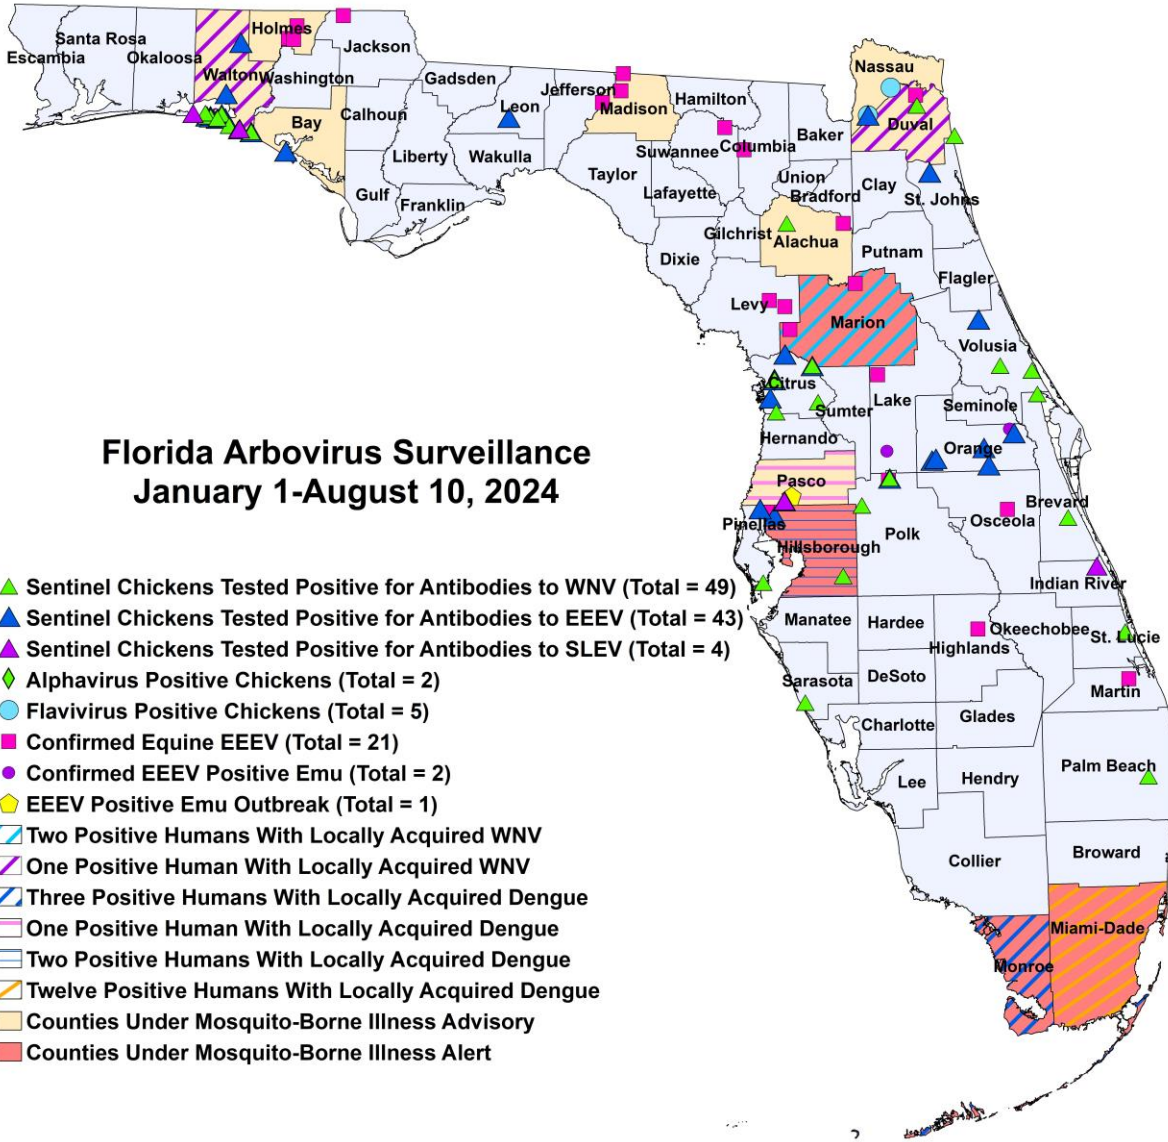 Escambia
Santa Rosa
Okaloosa
Walton
Holmes
Washington
Jackson
Bay
Calhoun
Gulf
Gadsden
Liberty
Franklin
Leon
Wakulla
Jefferson
Madison
Taylor
Hamilton
Suwannee
Lafayette
Columbia
Dixie
Gilchrist
Baker
Union
Bradford
Nassau
Duval
Clay
St. Johns
Alachua
Putnam
Flagler
Levy
Marion
Volusia
Citrus
Sumter
Lake
Seminole
Hernando
Orange
Pasco
Pinellas
Hillsborough
Polk
Osceola
Brevard
Indian River
Manatee
Hardee
Highlands
Okeechobee
St. Lucie
Sarasota
DeSoto
Martin
Charlotte
Glades
Lee
Hendry
Palm Beach
Collier
Broward
Monroe
Miami-Dade
Florida Arbovirus Surveillance
January 1-August 10, 2024
Sentinel Chickens Tested Positive for Antibodies to WNV (Total = 49)
Sentinel Chickens Tested Positive for Antibodies to EEEV (Total = 43)
Sentinel Chickens Tested Positive for Antibodies to SLEV (Total = 4)
Alphavirus Positive Chickens (Total = 2)
Flavivirus Positive Chickens (Total = 5)
Confirmed Equine EEEV (Total = 21)
Confirmed EEEV Positive Emu (Total = 2)
EEEV Positive Emu Outbreak (Total = 1)
Two Positive Humans With Locally Acquired WNV
One Positive Human With Locally Acquired WNV
Three Positive Humans With Locally Acquired Dengue
One Positive Humans With Locally Acquired Dengue
Two Positive Humans With Locally Acquired Dengue
Twelve Positive Humans With Locally Acquired Dengue
Counties Under Mosquito-Borne Illness Advisory
Counties Under Mosquito-Borne Illness Alert